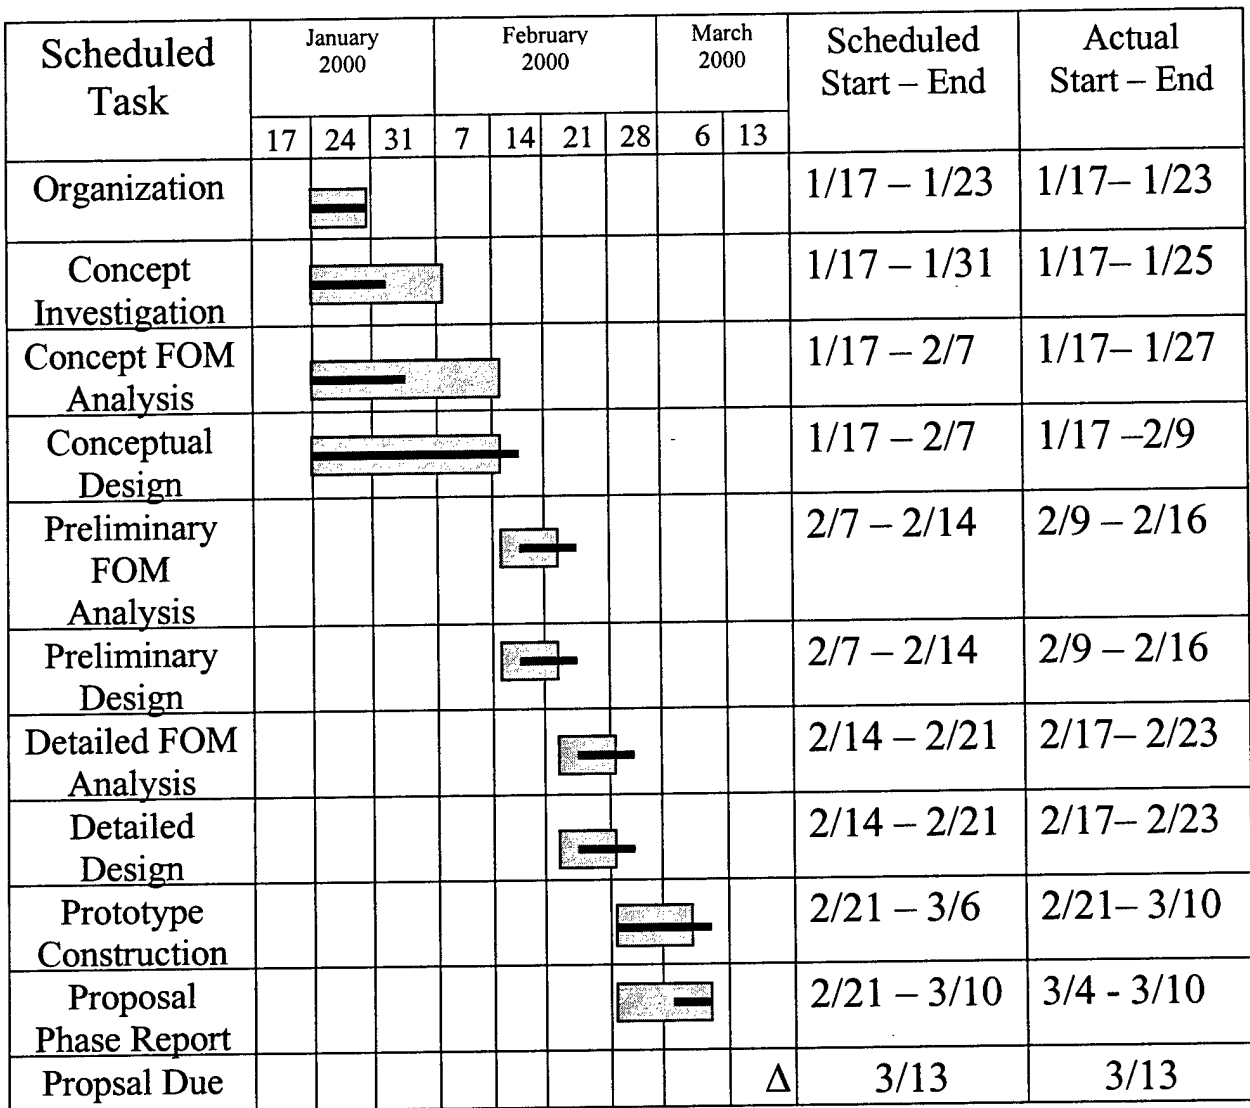 Scheduled
Task
January
2000
February
2000
March
2000
Scheduled
Start – End
Actual
Start – End
17 24 31 7 14 21 28 6 13
Organization 1/17 – 1/23 1/17– 1/23
Concept
Investigation
1/17 – 1/31 1/17– 1/25
Concept FOM
Analysis
1/17 – 2/7 1/17– 1/27
Conceptual
Design
1/17 – 2/7 1/17 –2/9
Preliminary
FOM
Analysis
2/7 – 2/14 2/9 – 2/16
Preliminary
Design
2/7 – 2/14 2/9 – 2/16
Detailed FOM
Analysis
2/14 – 2/21 2/17– 2/23
Detailed
Design
2/14 – 2/21 2/17– 2/23
Prototype
Construction
2/21 – 3/6 2/21– 3/10
Proposal
Phase Report
2/21 – 3/10 3/4 - 3/10
Propsal Due Δ 3/13 3/13